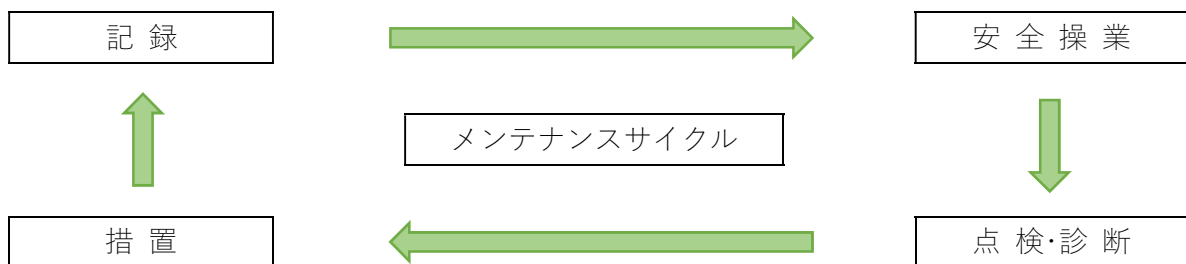 記録
安全操業
メンテナンスサイクル
措置
点検・診断